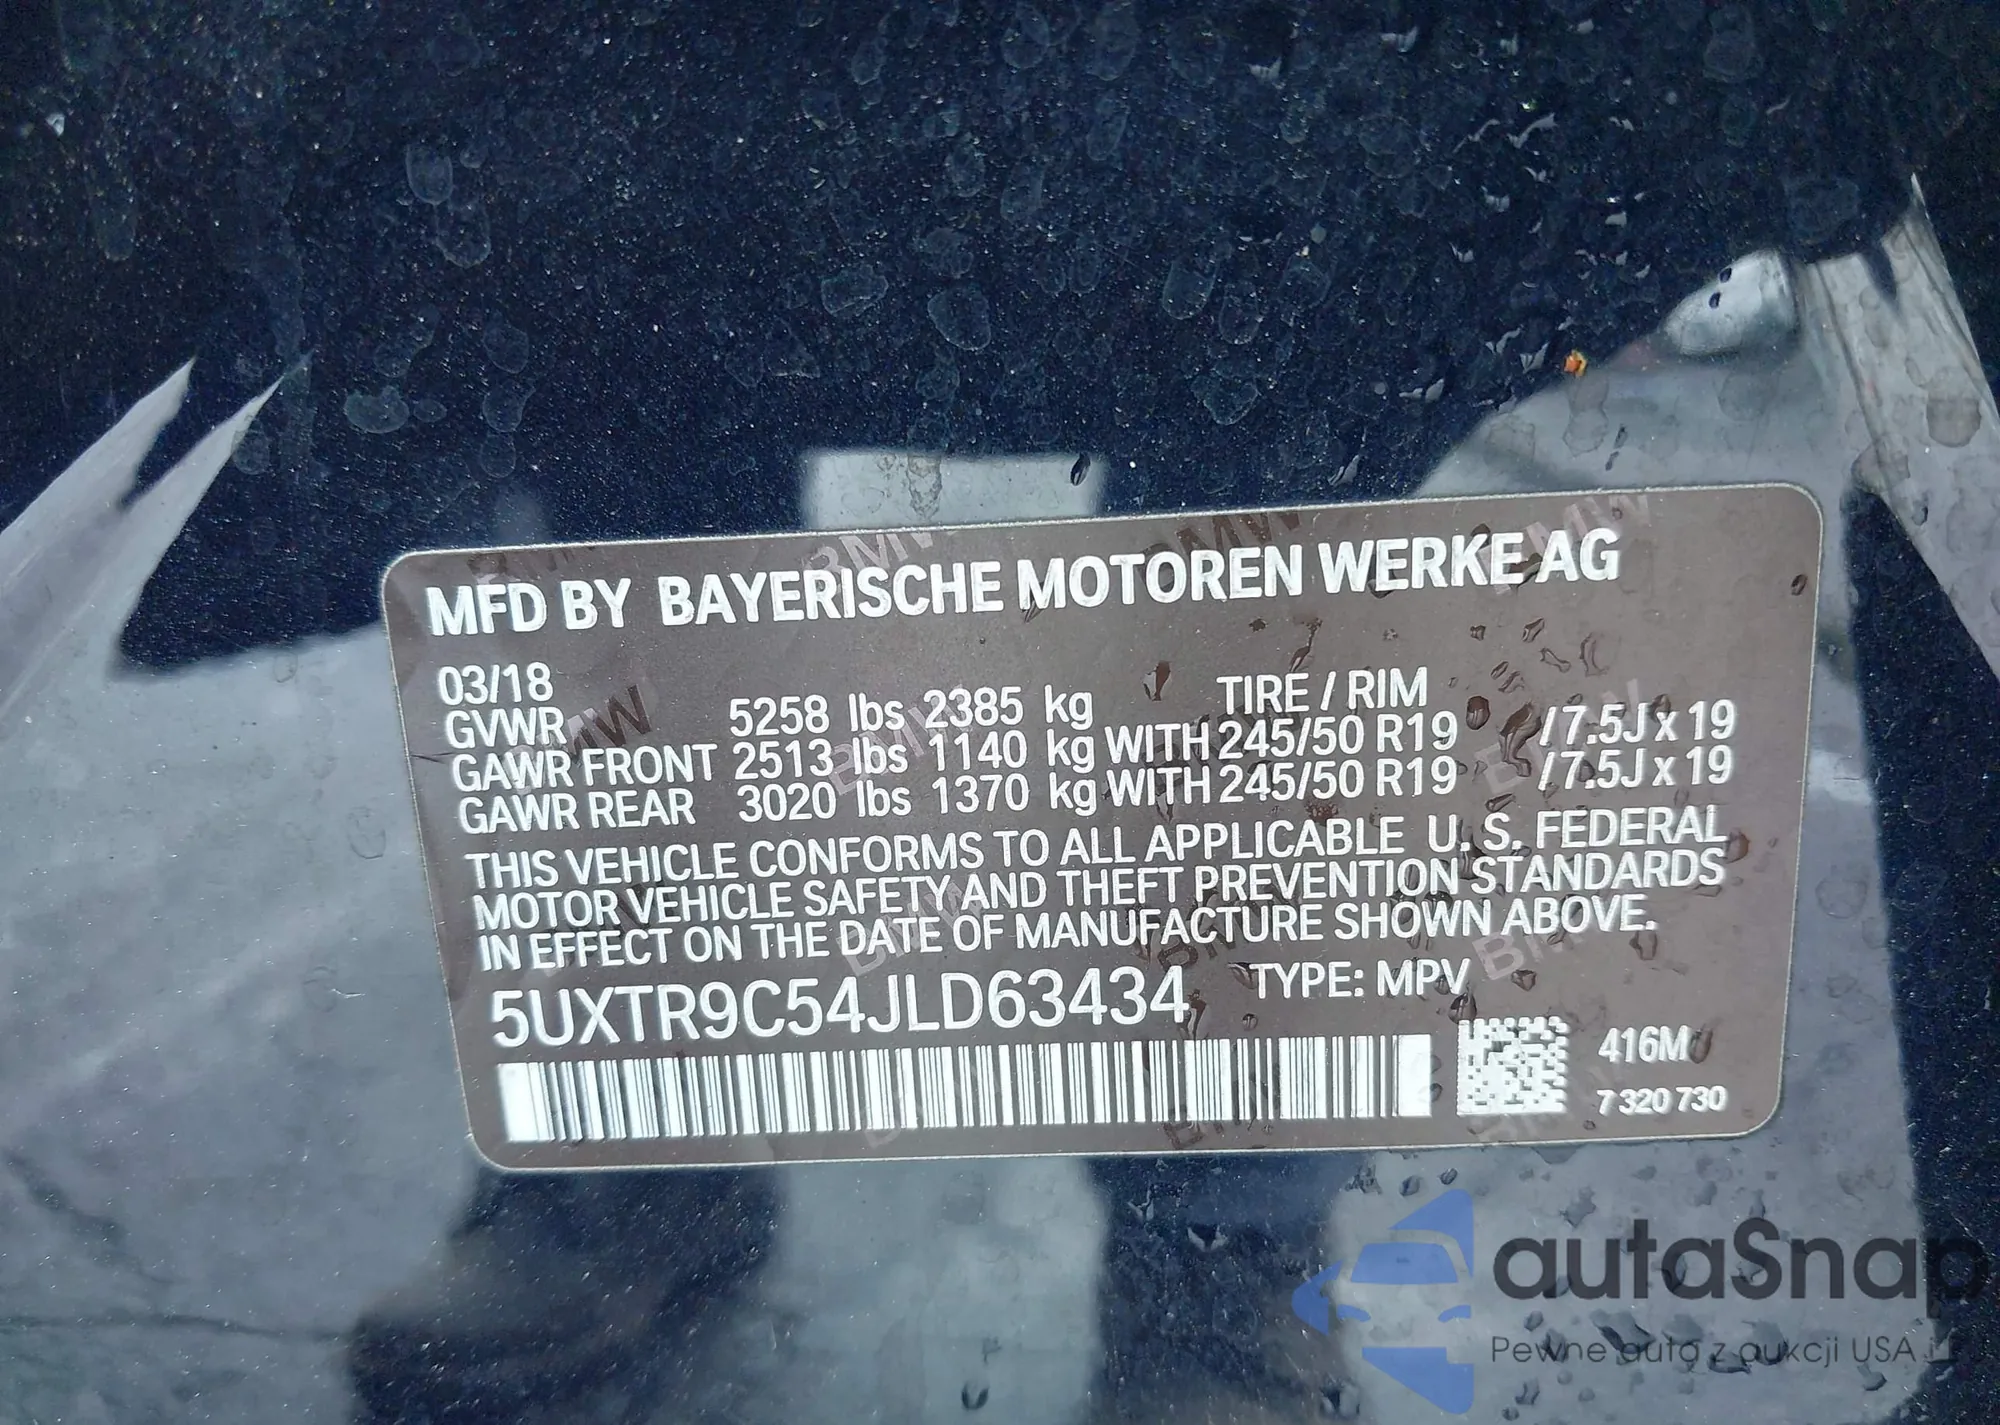 MFD BY BAYERISCHE MOTOREN WERKE AG
03/18 TIRE / RIM
GVWR 5258 lbs 2385 kg
GAWR FRONT 2513 lbs 1140 kg WITH 245/50 R19 /7.5J x 19
GAWR REAR 3020 lbs 1370 kg WITH 245/50 R19 /7.5J x 19
THIS VEHICLE CONFORMS TO ALL APPLICABLE U. S. FEDERAL
MOTOR VEHICLE SAFETY AND THEFT PREVENTION STANDARDS
IN EFFECT ON THE DATE OF MANUFACTURE SHOWN ABOVE.
5UXTR9C54JLD63434 TYPE: MPV
416M
7 320 730
autaSnap
Pewne auta z aukcji USA i